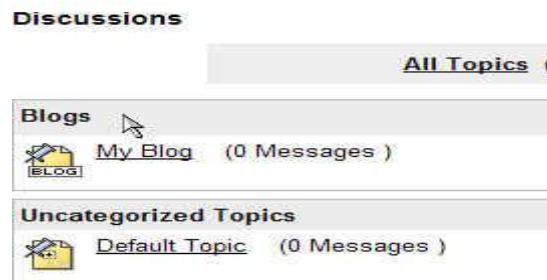 Discussions
All Topics (
Blogs
My Blog (0 Messages )
BLOG
Uncategorized Topics
Default Topic (0 Messages )